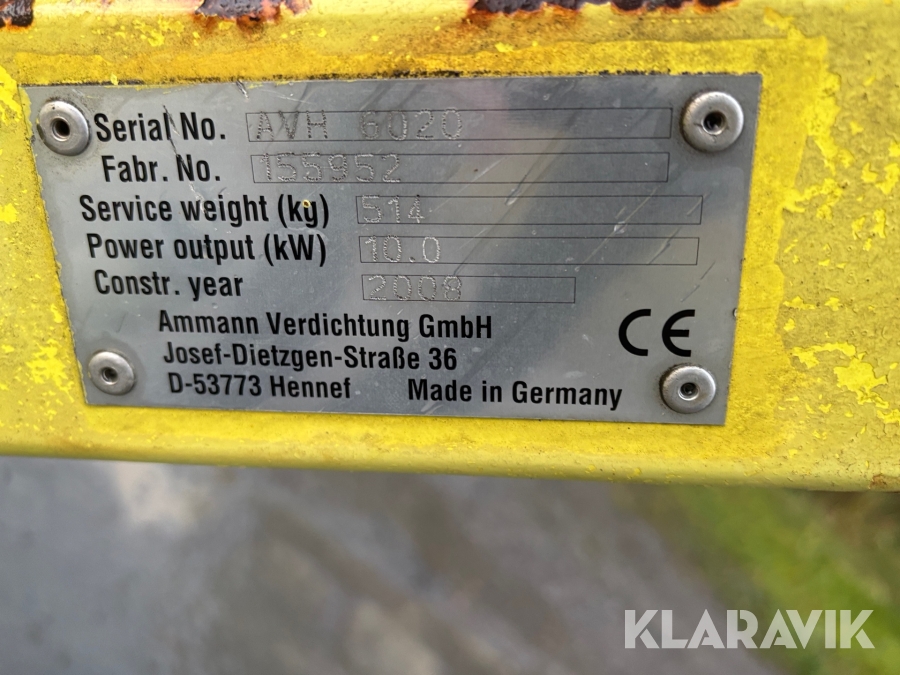 Serial No. AVH 6020
Fabr. No. 155952
Service weight (kg) 514
Power output (kW) 10.0
Constr. year 2008
Ammann Verdichtung GmbH
Josef-Dietzgen-Straße 36
D-53773 Hennef Made in Germany
CE
KLARAVIK